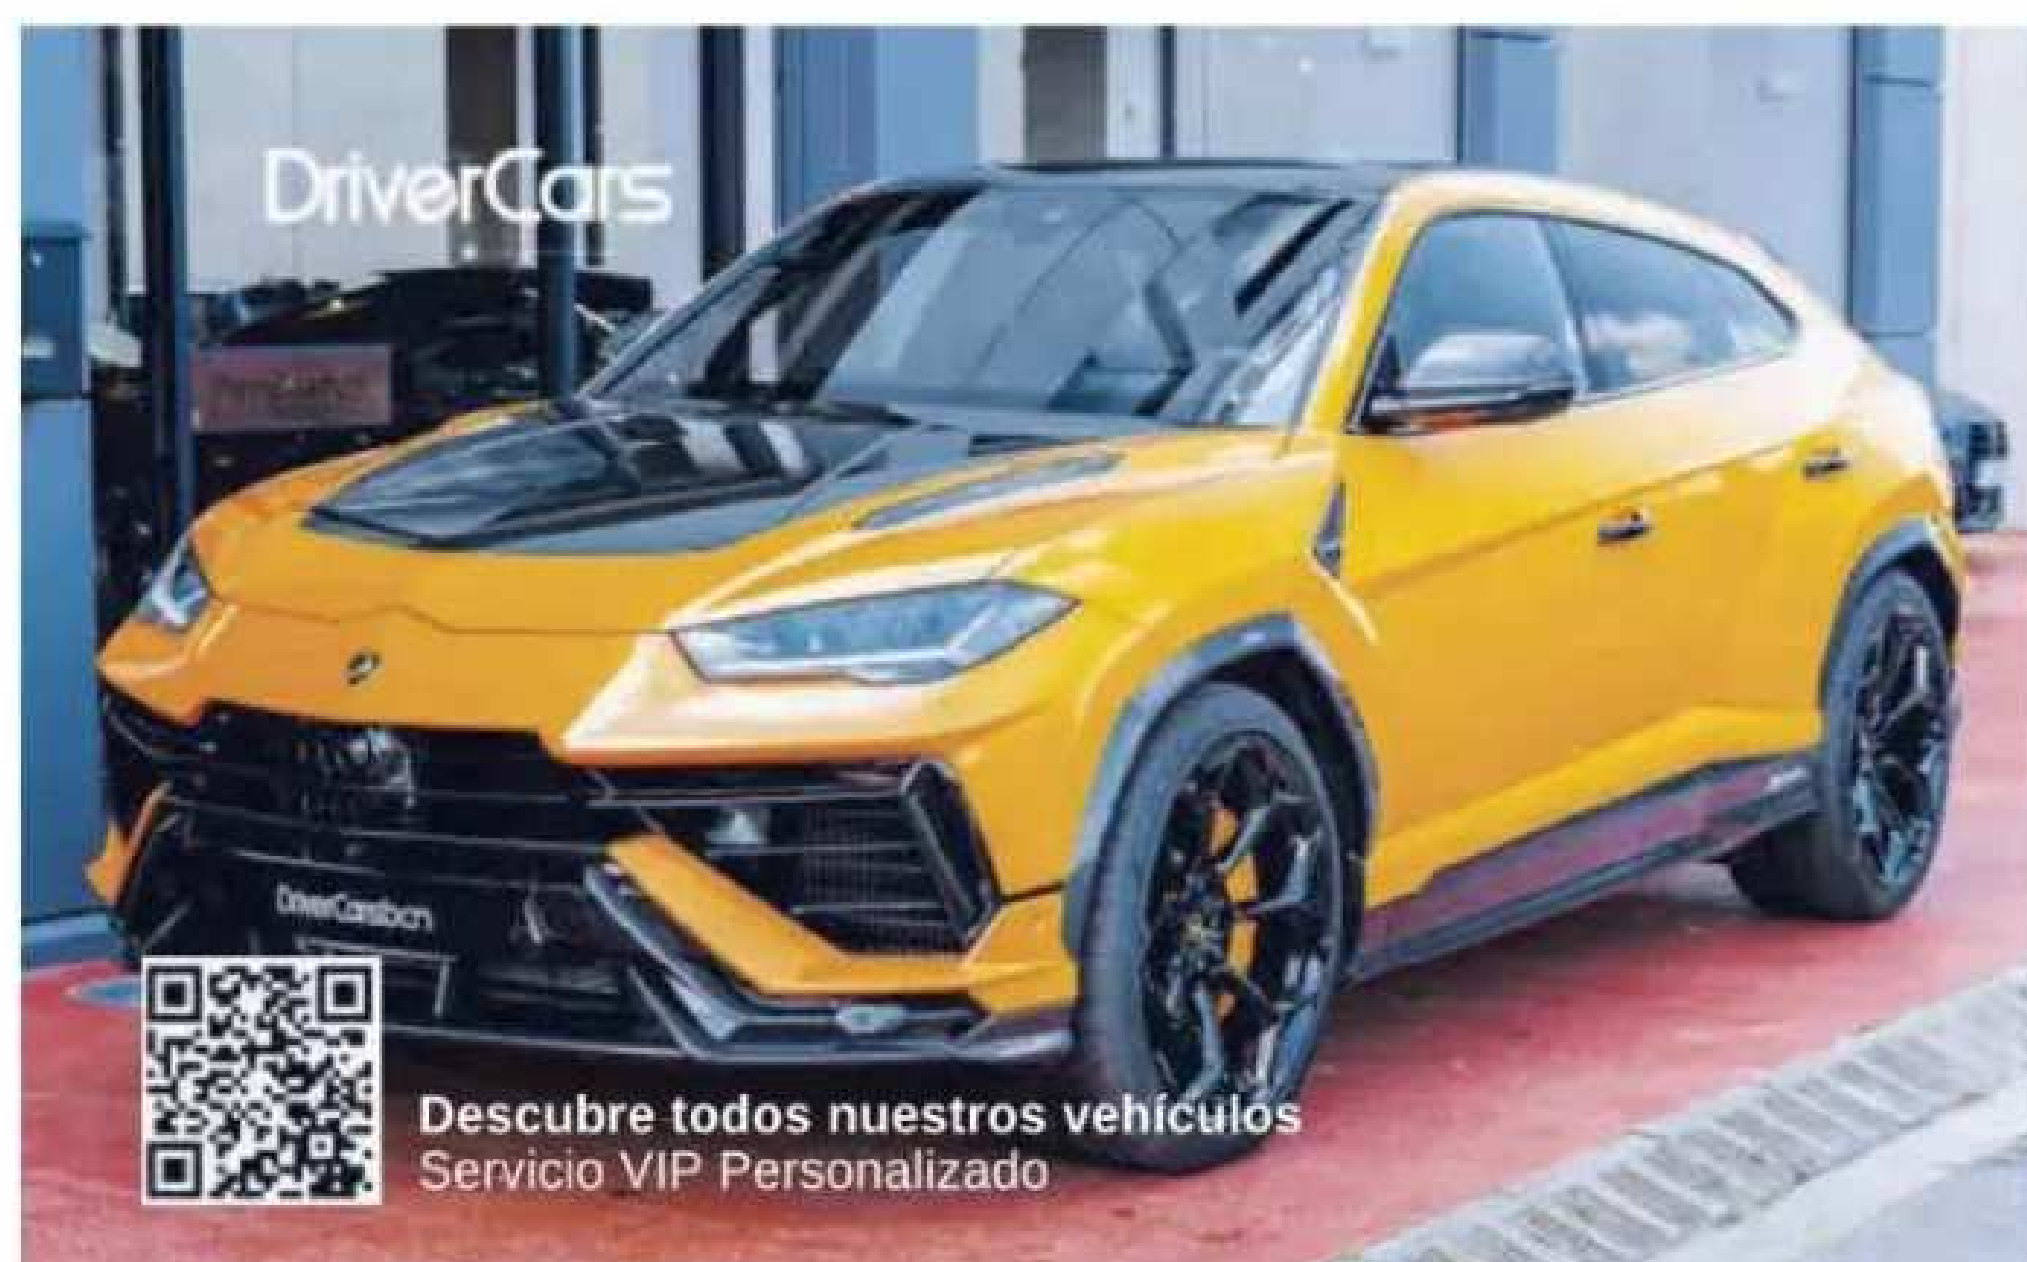 DriverCars
DriverCarsbcn
Descubre todos nuestros vehículos
Servicio VIP Personalizado